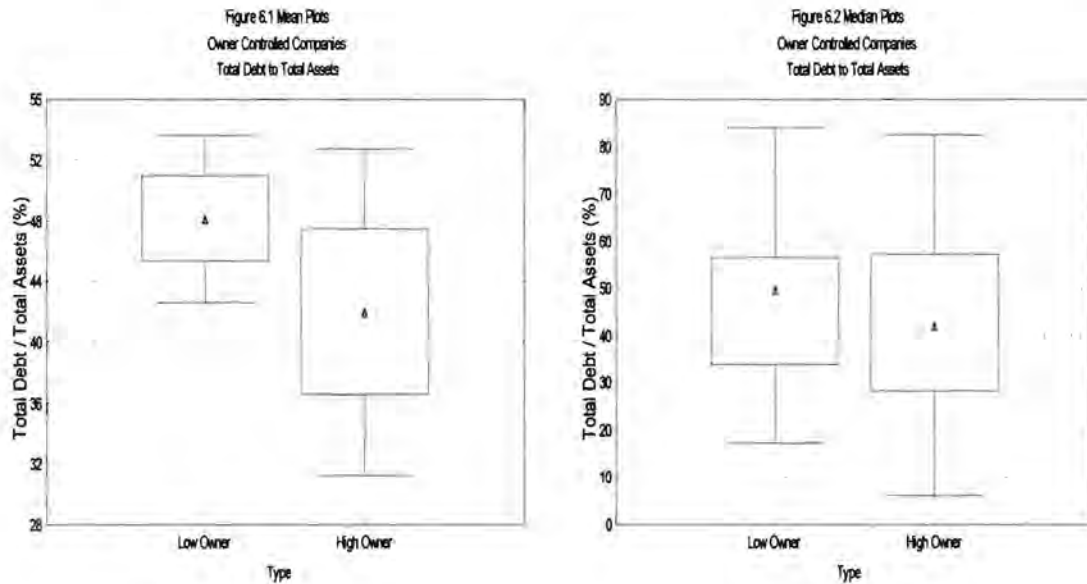 Figure 6.1 Mean Plots
Owner Controlled Companies
Total Debt to Total Assets
56
52
48
44
40
36
32
28
Total Debt / Total Assets (%)
Low Owner
High Owner
Type
Figure 6.2 Median Plots
Owner Controlled Companies
Total Debt to Total Assets
90
80
70
60
50
40
30
20
10
0
Total Debt / Total Assets (%)
Low Owner
High Owner
Type